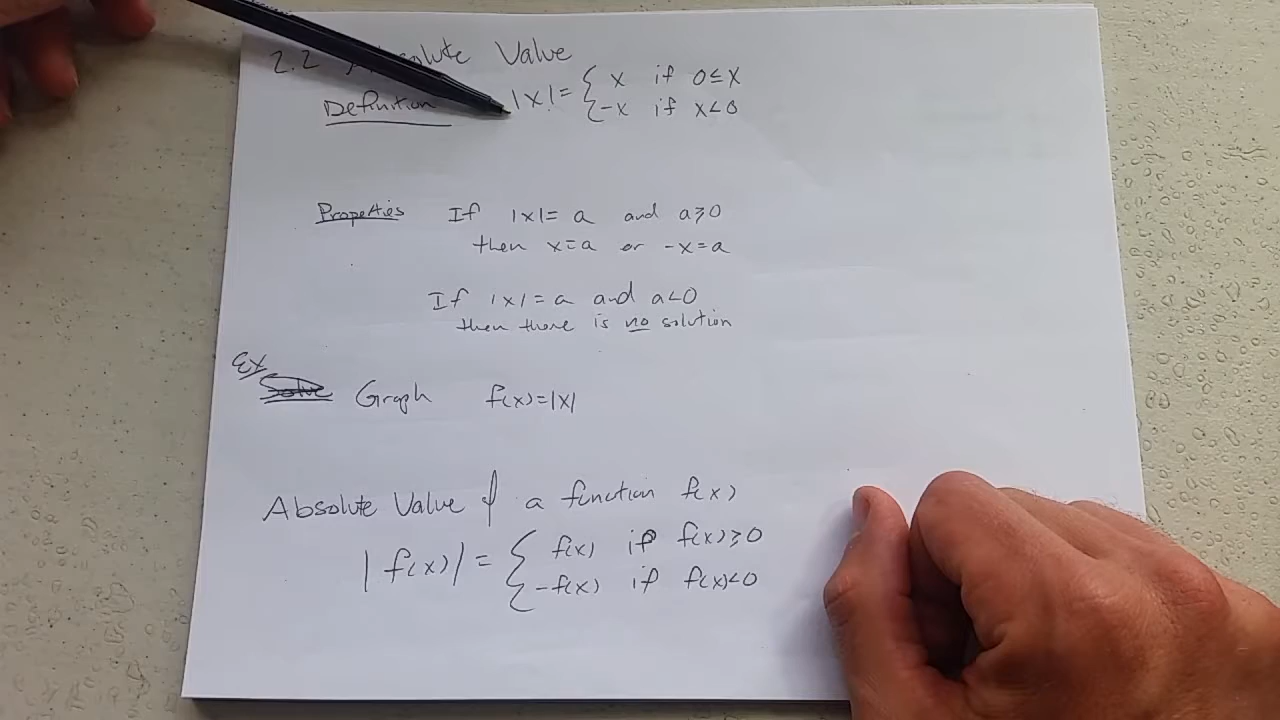 2.2 Absolute Value
Definition |x| = { x if 0≤x
{ -x if x<0
Properties If |x| = a and a≥0
then x=a or -x=a
If |x| = a and a<0
then there is no solution
Ex
Solve Graph f(x)=|x|
Absolute Value of a function f(x)
|f(x)| = { f(x) if f(x)≥0
{ -f(x) if f(x)<0